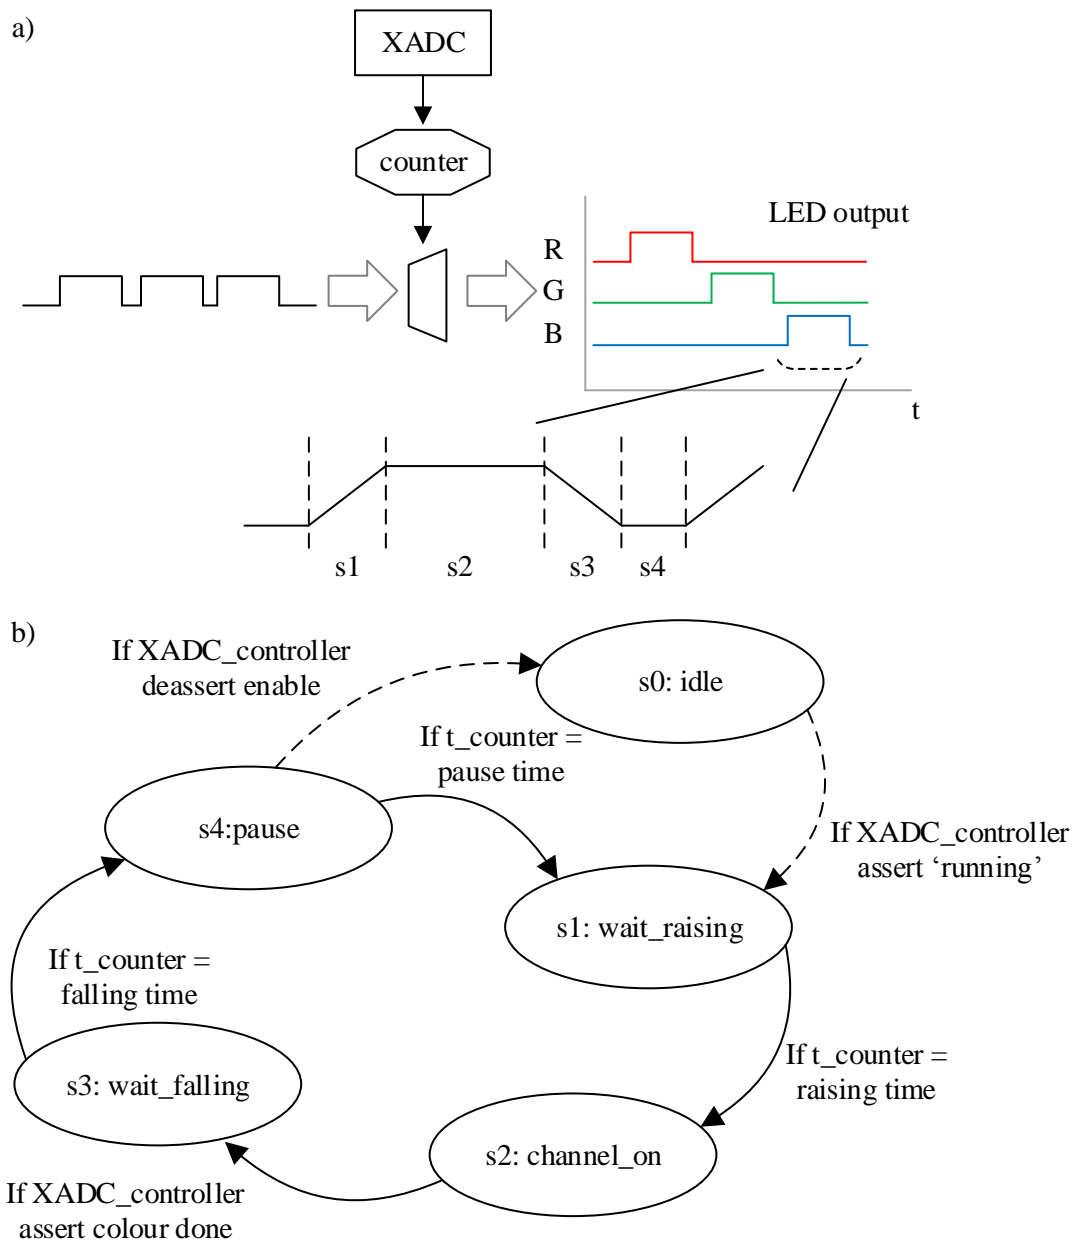 a)
XADC
counter
LED output
R
G
B
t
s1
s2
s3
s4
b)
If XADC_controller
deassert enable
s0: idle
If t_counter =
pause time
s4:pause
If XADC_controller
assert ‘running’
s1: wait_raising
If t_counter =
falling time
If t_counter =
raising time
s3: wait_falling
s2: channel_on
If XADC_controller
assert colour done